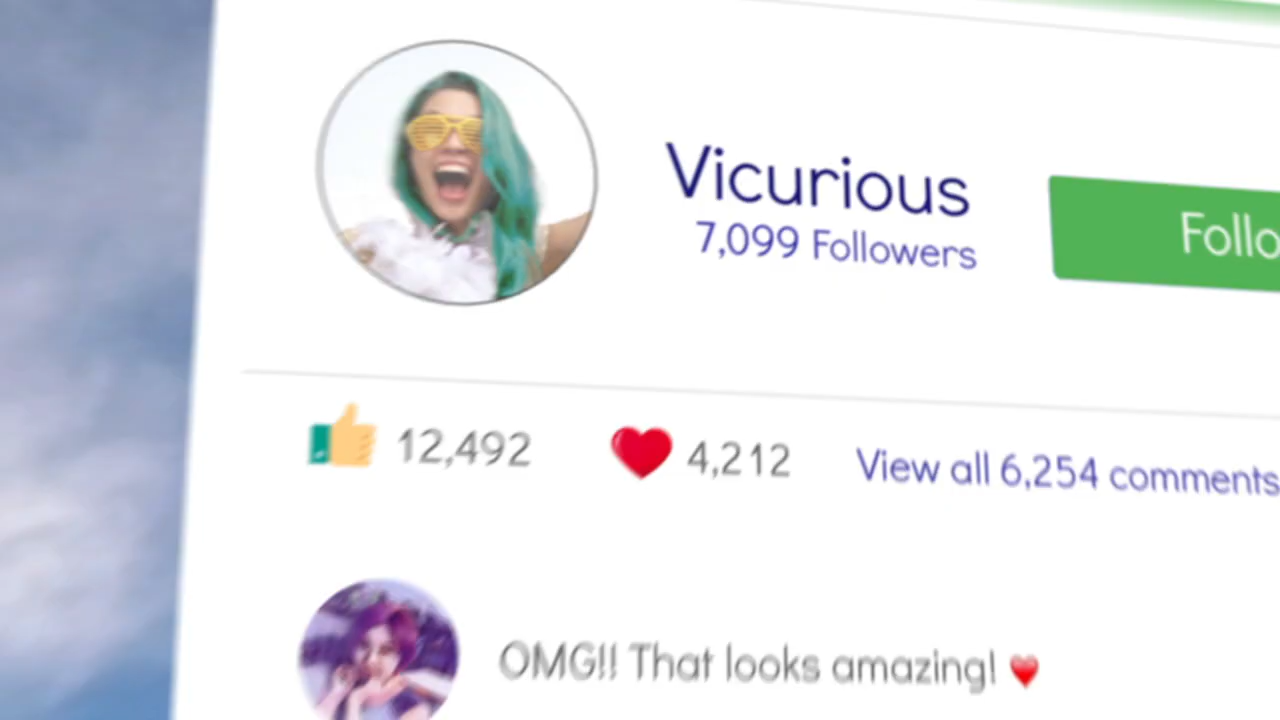 Vicurious
7,099 Followers
Follo
12,492 4,212 View all 6,254 comments
OMG!! That looks amazing!